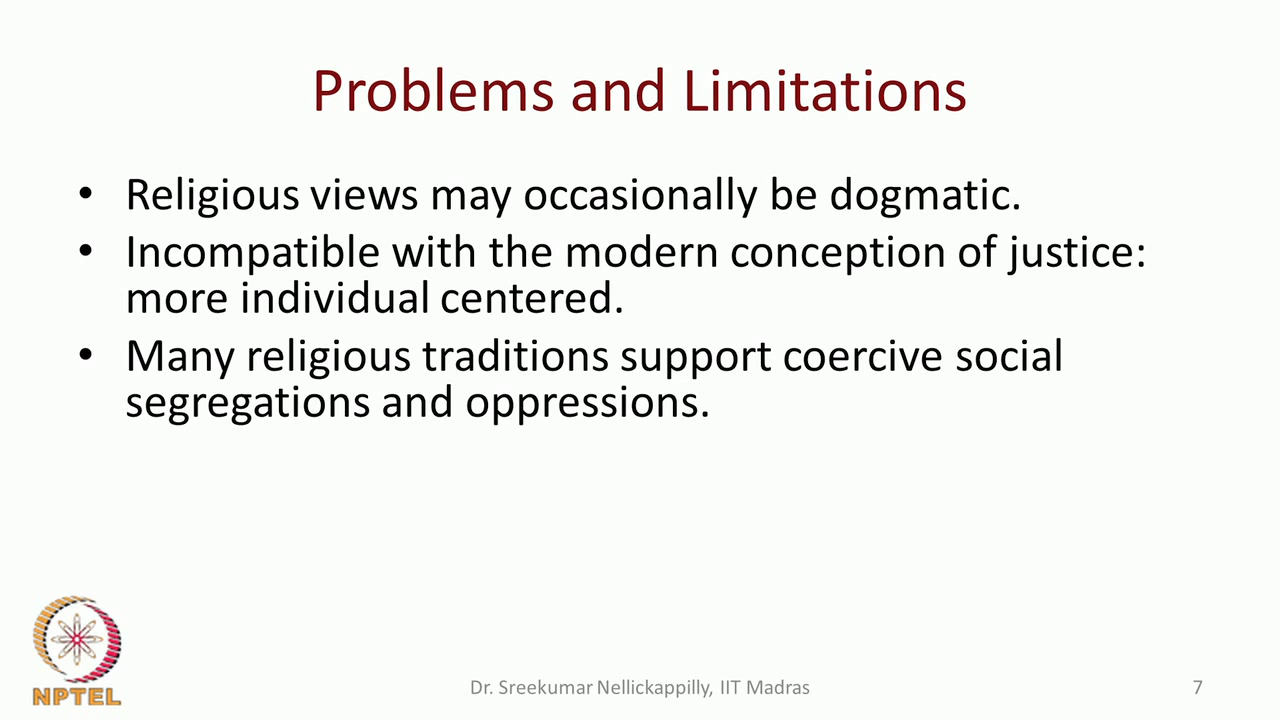 Problems and Limitations
• Religious views may occasionally be dogmatic.
• Incompatible with the modern conception of justice:
more individual centered.
• Many religious traditions support coercive social
segregations and oppressions.
NPTEL
Dr. Sreekumar Nellickappilly, IIT Madras
7